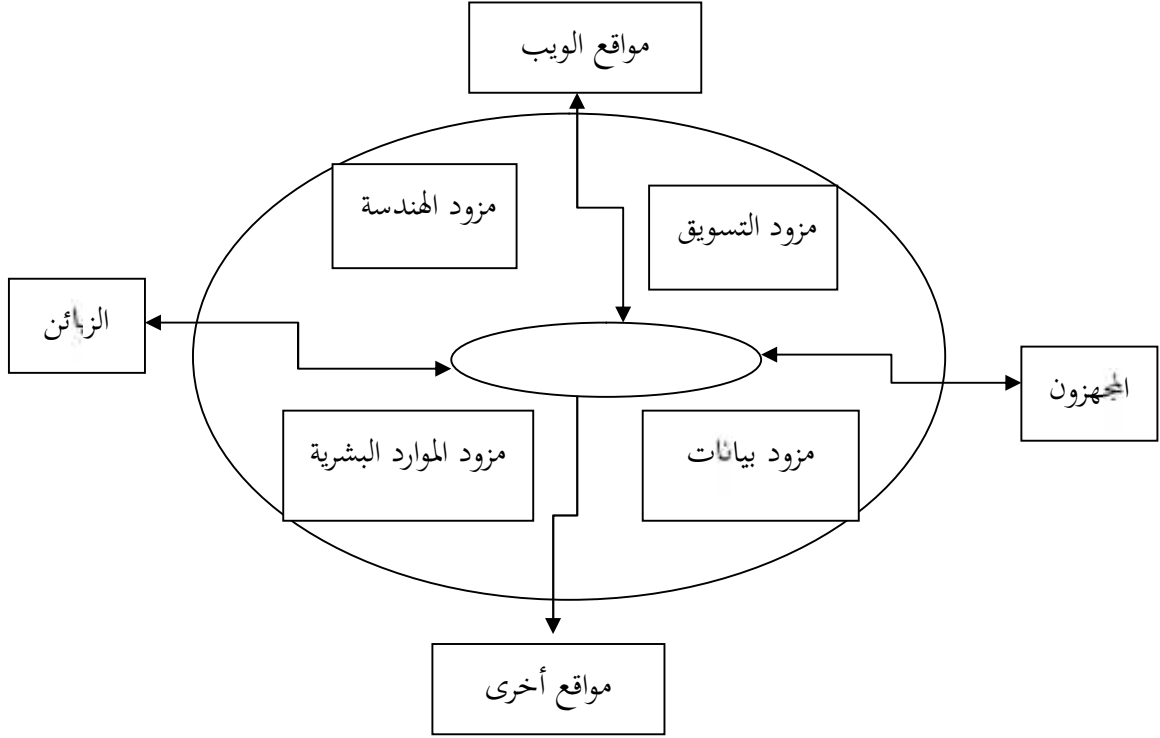 مواقع الويب
مزود الهندسة
مزود التسويق
الزبائن
المجهزون
مزود الموارد البشرية
مزود بيانات
مواقع أخرى